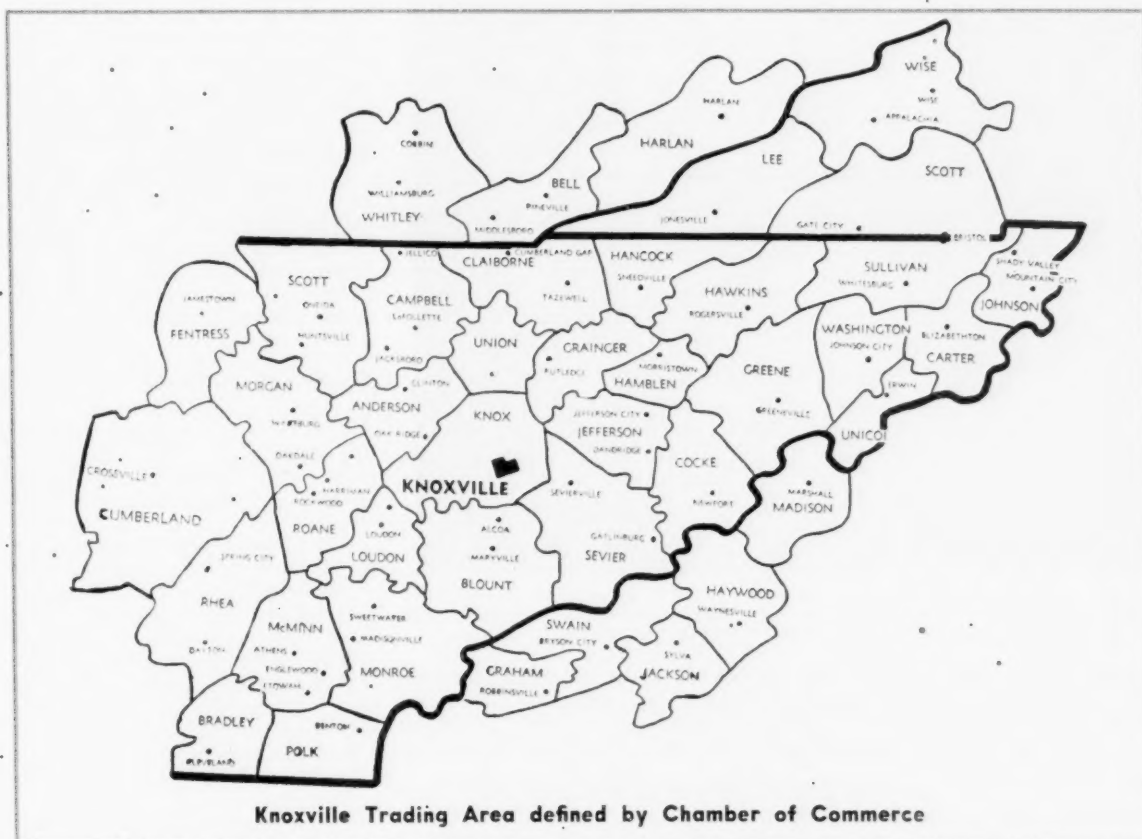 WISE
WISE
APPALACHIA
HARLAN
HARLAN
LEE
SCOTT
CORBIN
WILLIAMSBURG
WHITLEY
BELL
PINEVILLE
MIDDLESBORO
JONESVILLE
GATE CITY
BRISTOL
JELLICO
CUMBERLAND GAP
CLAIBORNE
HANCOCK
SNEEDVILLE
TAZEWELL
SCOTT
ONEIDA
HUNTSVILLE
CAMPBELL
LAFOLLETTE
JACKSBORO
HAWKINS
ROGERSVILLE
SULLIVAN
WHITESBURG
SHADY VALLEY
MOUNTAIN CITY
JOHNSON
JAMESTOWN
FENTRESS
UNION
GRAINGER
RUTLEDGE
MORRISTOWN
HAMBLEN
GREENE
GREENEVILLE
WASHINGTON
JOHNSON CITY
ELIZABETHTON
CARTER
ERWIN
UNICOI
MORGAN
WARTBURG
CLINTON
ANDERSON
OAK RIDGE
KNOX
KNOXVILLE
JEFFERSON CITY
JEFFERSON
DANDRIDGE
COCKE
NEWPORT
MARSHALL
MADISON
CROSSVILLE
CUMBERLAND
OAKDALE
HARRIMAN
ROCKWOOD
ROANE
LOUDON
LOUDON
ALCOA
MARYVILLE
BLOUNT
SEVIERVILLE
GATLINBURG
SEVIER
SPRING CITY
RHEA
DAYTON
McMINN
ATHENS
ENGLEWOOD
ETOWAH
SWEETWATER
MADISONVILLE
MONROE
SWAIN
BRYSON CITY
GRAHAM
ROBBINSVILLE
HAYWOOD
WAYNESVILLE
SYLVA
JACKSON
BRADLEY
CLEVELAND
BENTON
POLK
Knoxville Trading Area defined by Chamber of Commerce